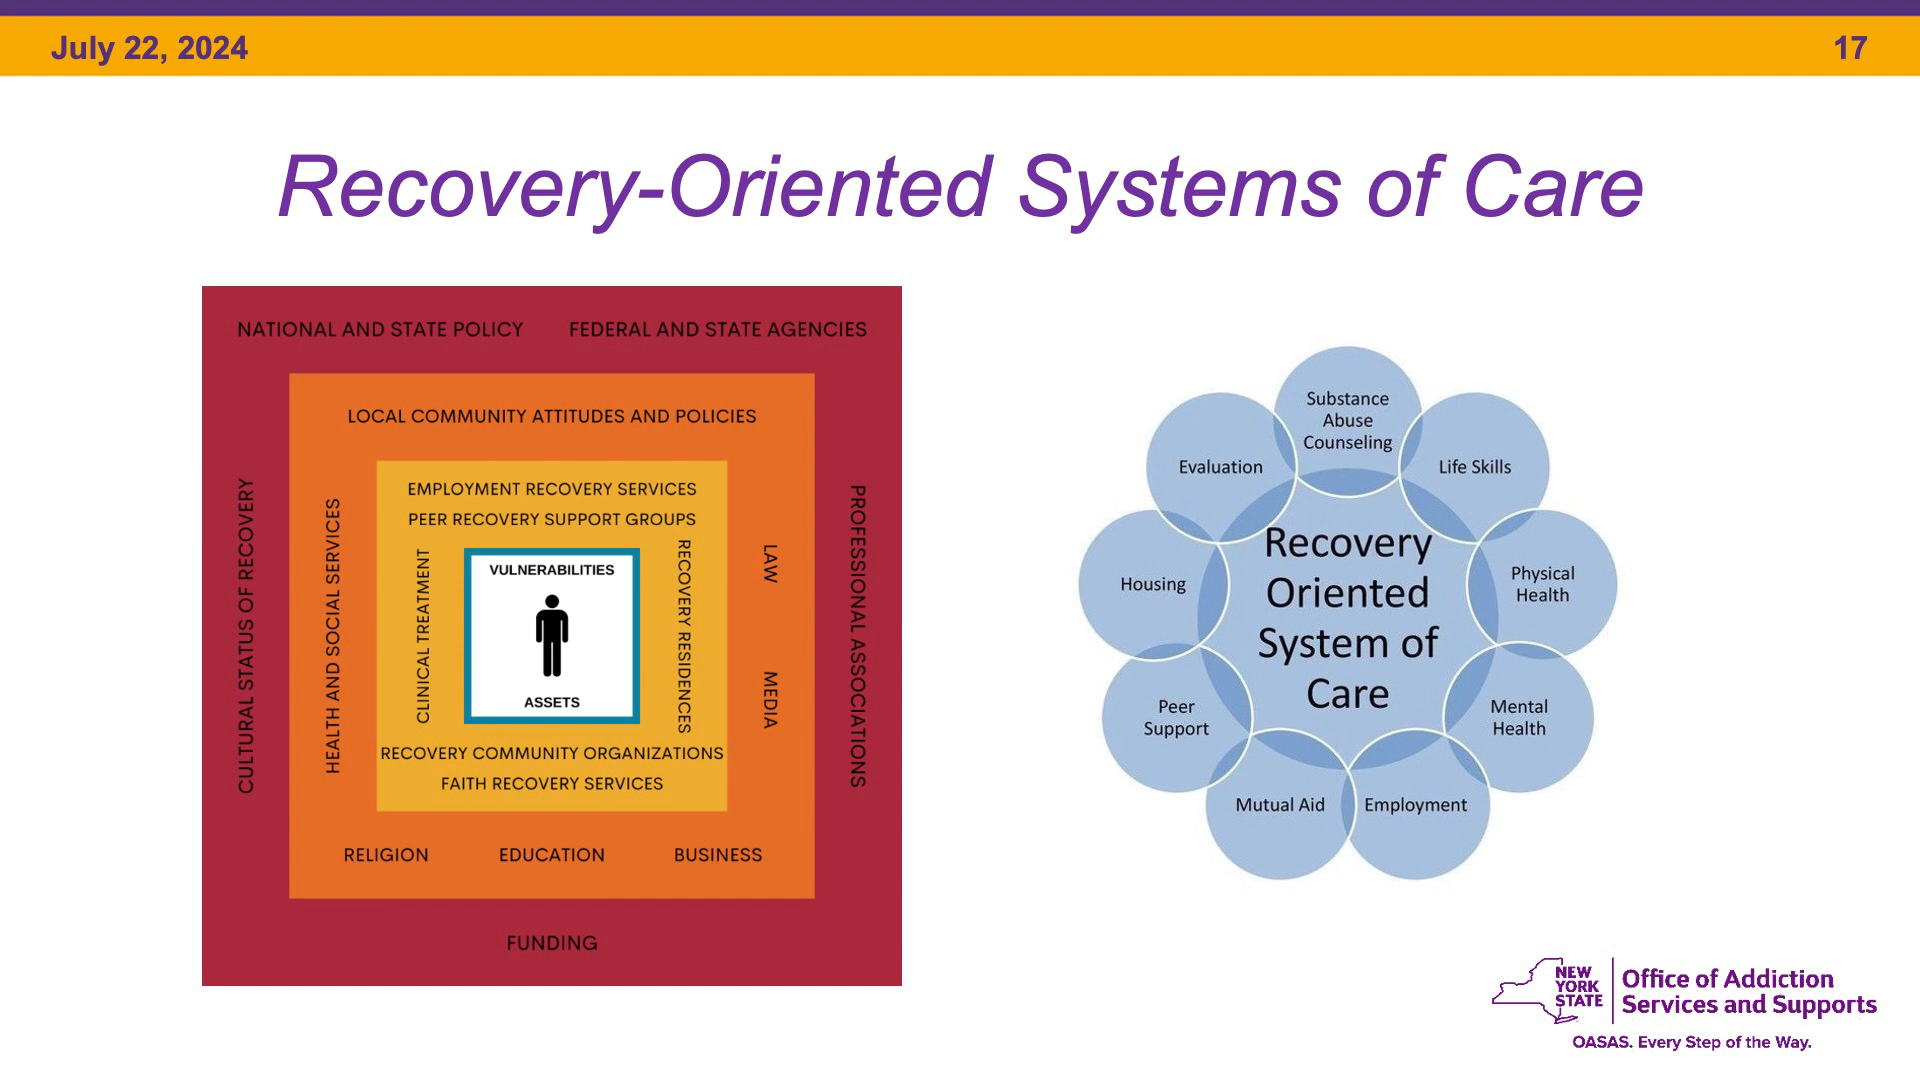 July 22, 2024
17
Recovery-Oriented Systems of Care
NATIONAL AND STATE POLICY
FEDERAL AND STATE AGENCIES
CULTURAL STATUS OF RECOVERY
PROFESSIONAL ASSOCIATIONS
FUNDING
LOCAL COMMUNITY ATTITUDES AND POLICIES
HEALTH AND SOCIAL SERVICES
LAW
MEDIA
RELIGION
EDUCATION
BUSINESS
EMPLOYMENT RECOVERY SERVICES
PEER RECOVERY SUPPORT GROUPS
CLINICAL TREATMENT
RECOVERY RESIDENCES
RECOVERY COMMUNITY ORGANIZATIONS
FAITH RECOVERY SERVICES
VULNERABILITIES
ASSETS
Recovery
Oriented
System of
Care
Substance
Abuse
Counseling
Life Skills
Physical
Health
Mental
Health
Employment
Mutual Aid
Peer
Support
Housing
Evaluation
NEW
YORK
STATE
Office of Addiction
Services and Supports
OASAS. Every Step of the Way.